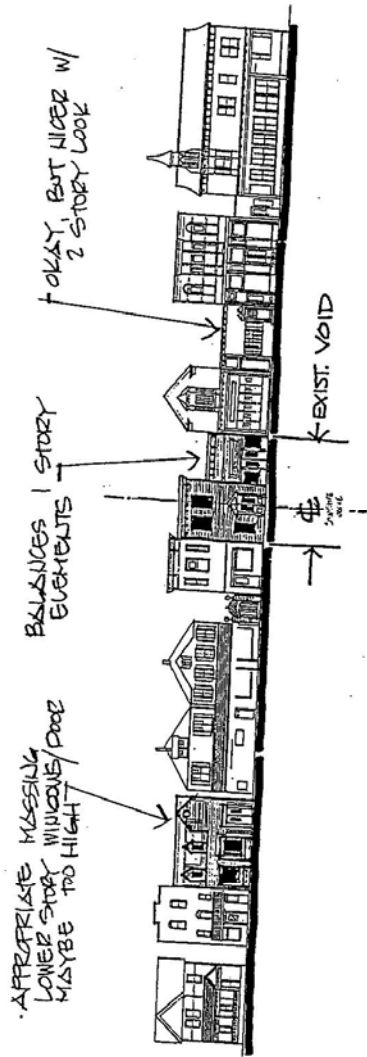 · APPROPRIATE MASSING
LOWER STORY WINDOWS/DOOR
MAYBE TOO HIGH
BALANCES 1 STORY
ELEMENTS
OKAY, BUT NICER W/
2 STORY LOOK
EXIST. VOID